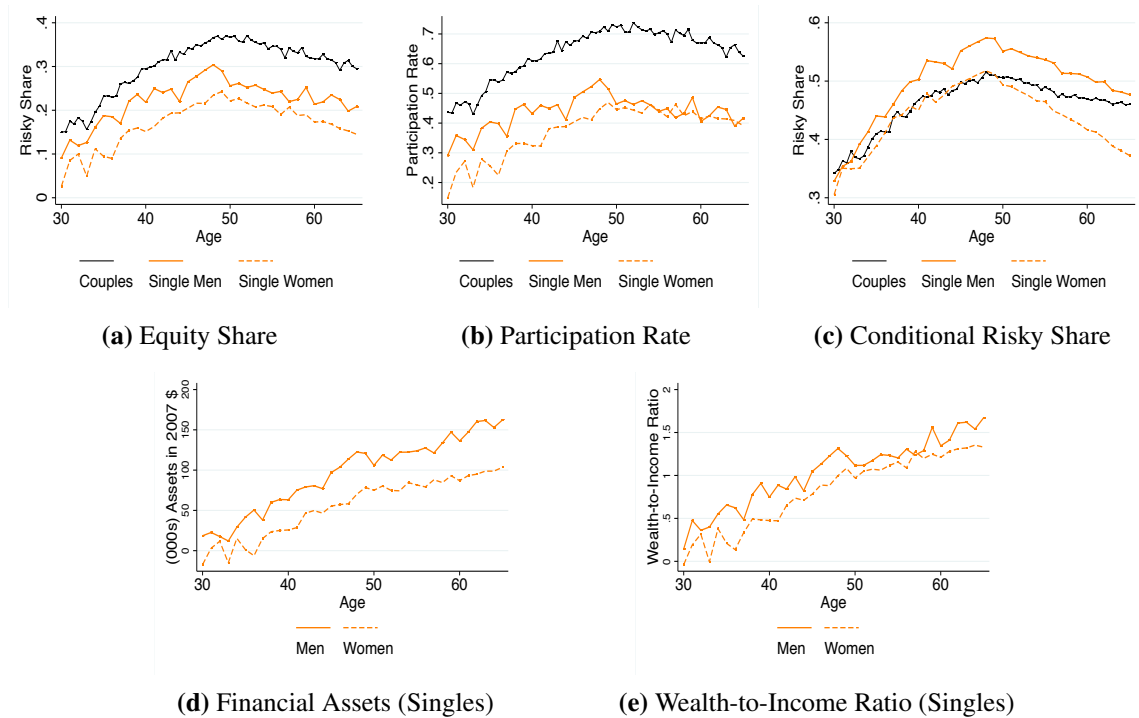 Risky Share
0 .1 .2 .3 .4
30 40 50 60
Age
Couples Single Men Single Women
(a) Equity Share
Participation Rate
.2 .3 .4 .5 .6 .7
30 40 50 60
Age
Couples Single Men Single Women
(b) Participation Rate
Risky Share
.3 .4 .5 .6
30 40 50 60
Age
Couples Single Men Single Women
(c) Conditional Risky Share
(000s) Assets in 2007 $
0 50 100 150 200
30 40 50 60
Age
Men Women
(d) Financial Assets (Singles)
Wealth-to-Income Ratio
0 .5 1 1.5 2
30 40 50 60
Age
Men Women
(e) Wealth-to-Income Ratio (Singles)